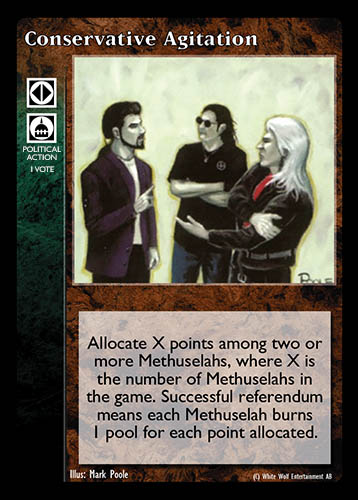 Conservative Agitation
POLITICAL
ACTION
1 VOTE
POOLE
Allocate X points among two or
more Methuselahs, where X is
the number of Methuselahs in
the game. Successful referendum
means each Methuselah burns
1 pool for each point allocated.
Illus: Mark Poole
(C) White Wolf Entertainment AB